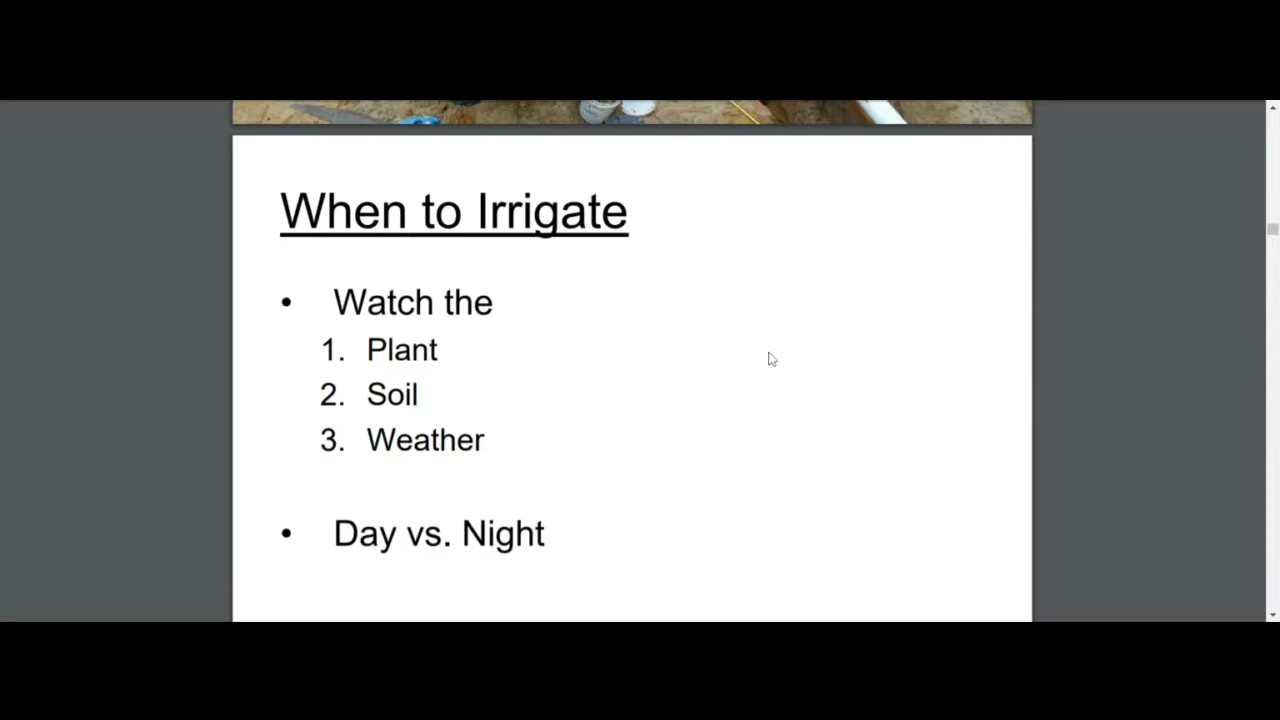 When to Irrigate
• Watch the
1. Plant
2. Soil
3. Weather
• Day vs. Night